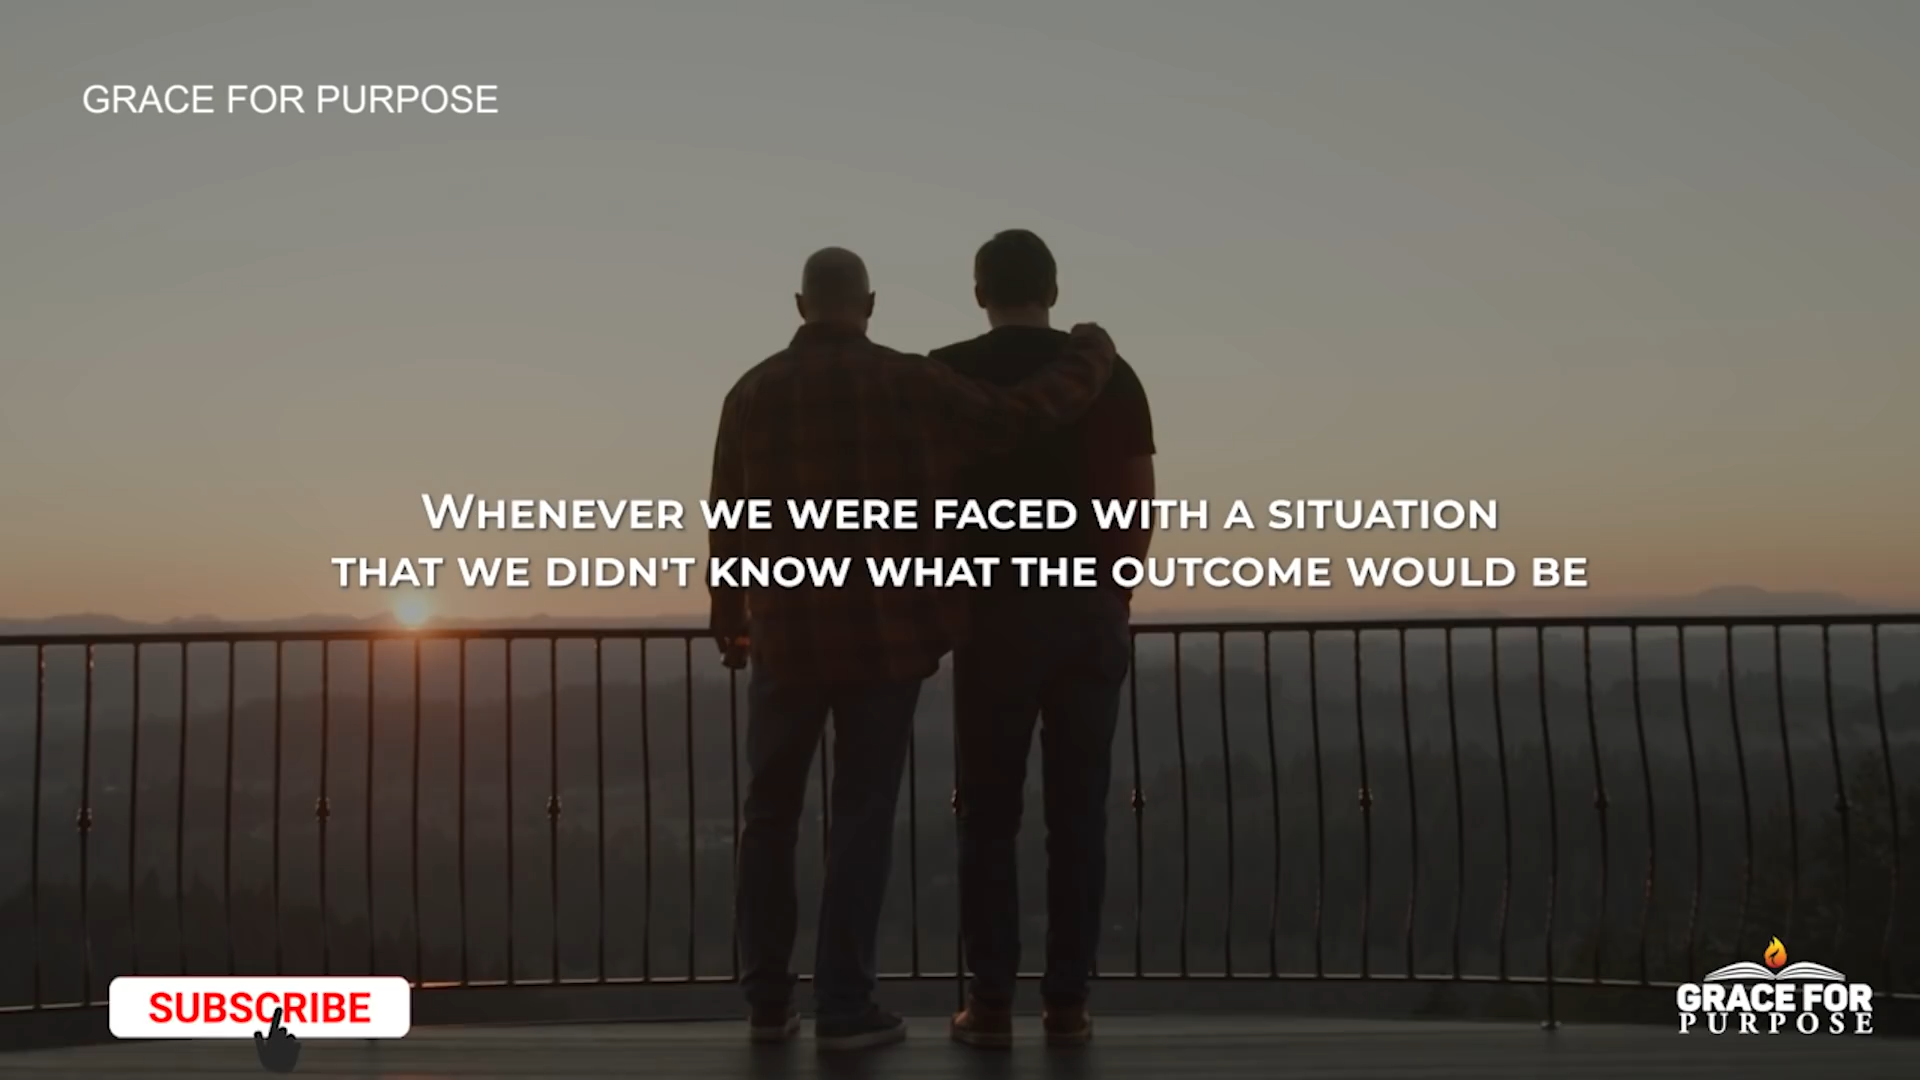 GRACE FOR PURPOSE
WHENEVER WE WERE FACED WITH A SITUATION
THAT WE DIDN'T KNOW WHAT THE OUTCOME WOULD BE
SUBSCRIBE
GRACE FOR
PURPOSE